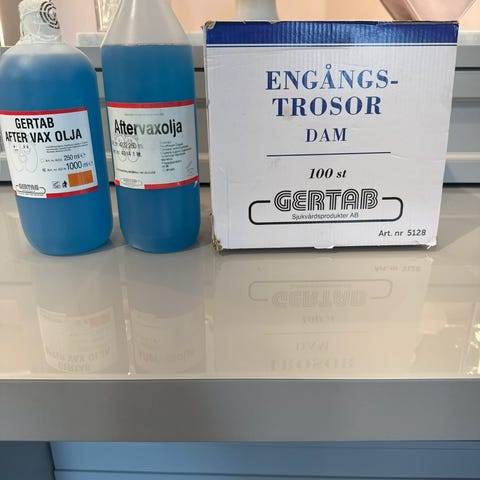 GERTAB
AFTER VAX OLJA
250 ml
1000 ml
GERTAB
Aftervaxolja
ENGÅNGS-
TROSOR
DAM
100 st
GERTAB
Sjukvårdsprodukter AB
Art. nr 5128